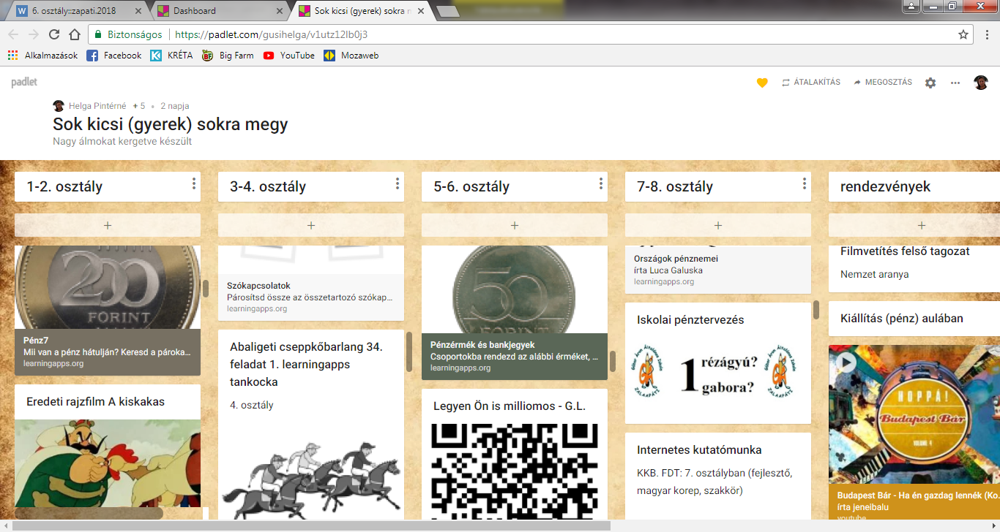 6. osztály::zapati.2018
Dashboard
Sok kicsi (gyerek) sokra
Biztonságos
https://padlet.com/gusihelga/v1utz12lb0j3
Alkalmazások
Facebook
KRÉTA
Big Farm
YouTube
Mozaweb
padlet
ÁTALAKÍTÁS
MEGOSZTÁS
Helga Pintérné + 5 • 2 napja
Sok kicsi (gyerek) sokra megy
Nagy álmokat kergetve készült
1-2. osztály
200
FORINT
Pénz7
Mii van a pénz hátulján? Keresd a pároka...
learningapps.org
Eredeti rajzfilm A kiskakas
3-4. osztály
Szókapcsolatok
Párosítsd össze az összetartozó szókap...
learningapps.org
Abaligeti cseppkőbarlang 34.
feladat 1. learningapps
tankocka
4. osztály
5-6. osztály
50
FORINT
Pénzérmék és bankjegyek
Csoportokba rendezd az alábbi érméket, ...
learningapps.org
Legyen Ön is milliomos - G.L.
7-8. osztály
Országok pénznemei
írta Luca Galuska
learningapps.org
Iskolai pénztervezés
1 rézágyú?
gabora?
ZALAAPÁTI
ZALAAPÁTI
Internetes kutatómunka
KKB. FDT: 7. osztályban (fejlesztő,
magyar korep, szakkör)
rendezvények
Filmvetítés felső tagozat
Nemzet aranya
Kiállítás (pénz) aulában
HOPPÁ!
Budapest Bár
VOLUME 4
Budapest Bár - Ha én gazdag lennék (Ko...
írta jeneibalu
youtube